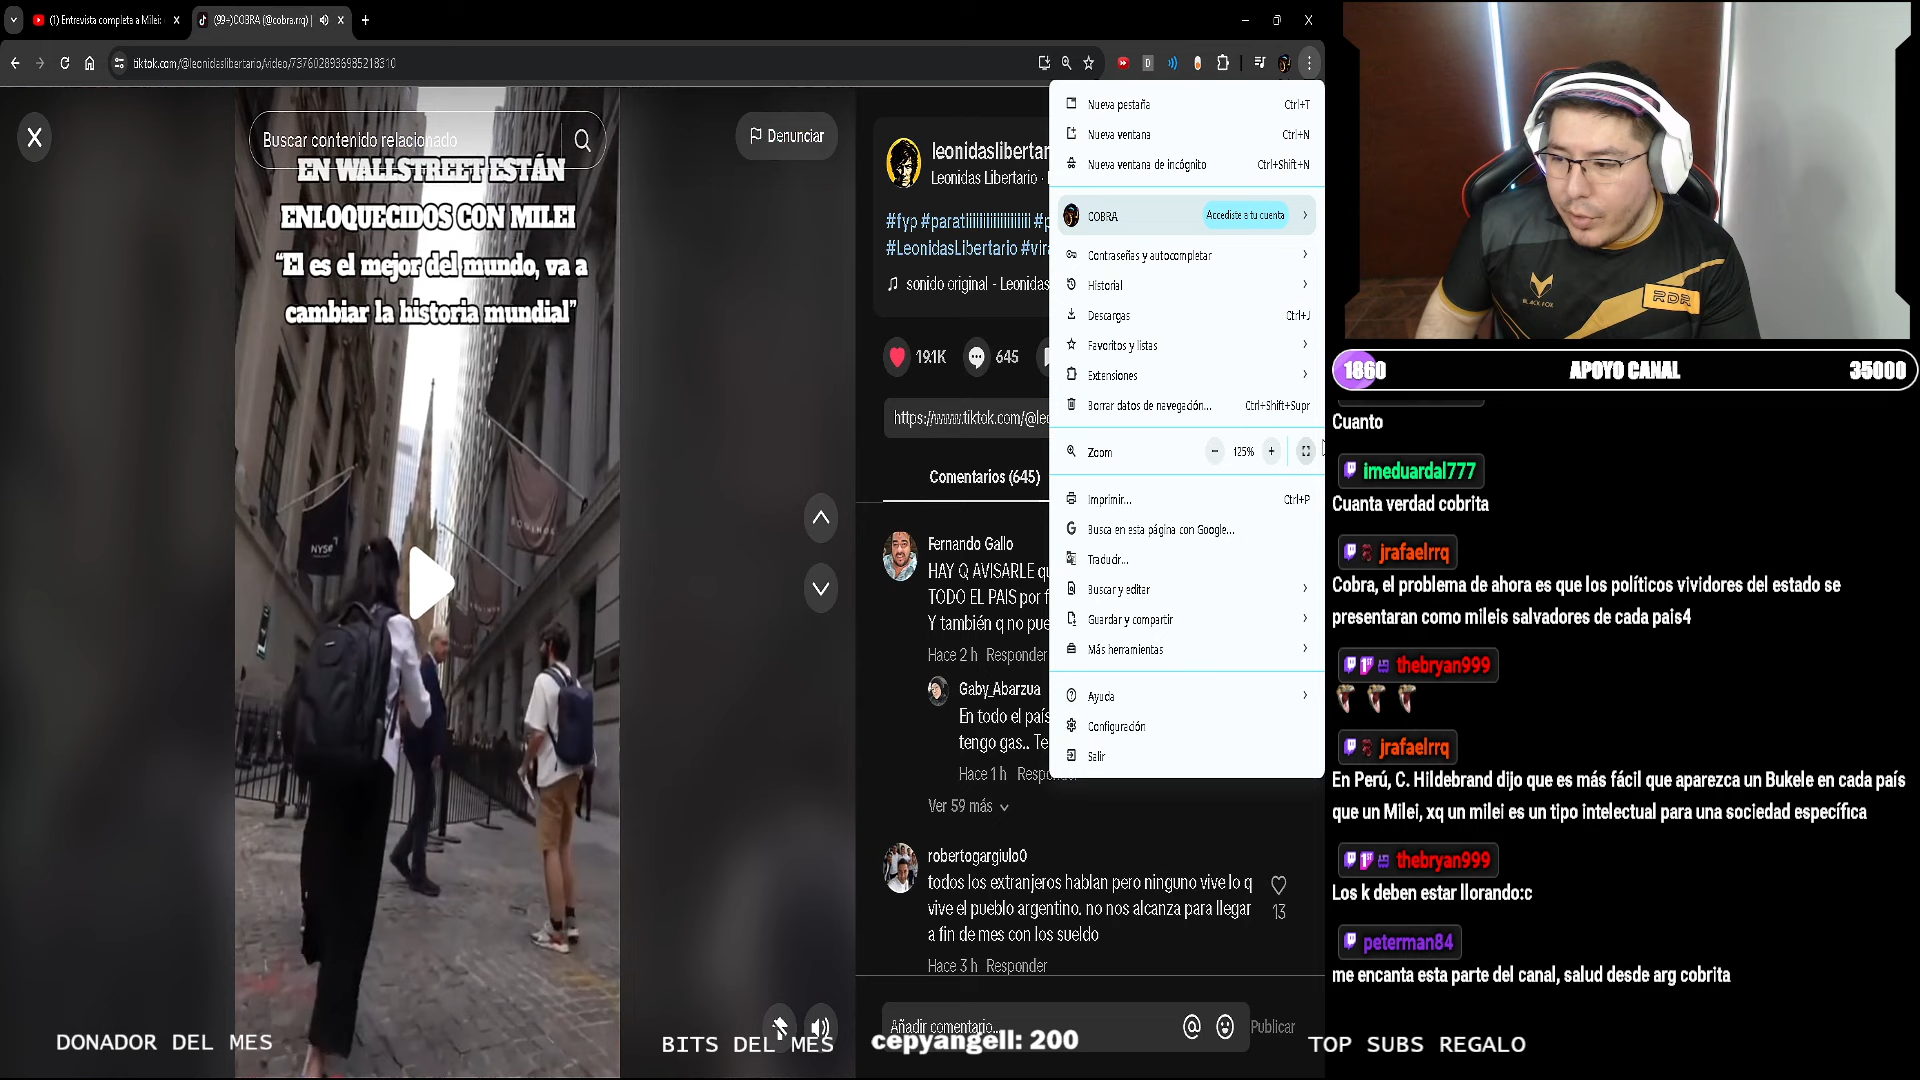 (1) Entrevista completa a Milei:
(99+) COBRA (@cobra.rrq) |
tiktok.com/@leonidaslibertario/video/7376028936985218310
Buscar contenido relacionado
Denunciar
EN WALLSTREET ESTÁN
ENLOQUECIDOS CON MILEI
"El es el mejor del mundo, va a
cambiar la historia mundial"
NYSE
EQUINOX
leonidaslibertar
Leonidas Libertario ·
#fyp #paratiiiiiiiiiiiiiiiiiii #p
#LeonidasLibertario #vira
sonido original - Leonidas
19.1K
645
https://www.tiktok.com/@leo
Comentarios (645)
Fernando Gallo
HAY Q AVISARLE qu
TODO EL PAIS por f
Y también q no pue
Hace 2 h Responder
Gaby_Abarzua
En todo el país
tengo gas.. Te
Hace 1 h Responder
Ver 59 más
robertogargiulo0
todos los extranjeros hablan pero ninguno vive lo q
vive el pueblo argentino. no nos alcanza para llegar
a fin de mes con los sueldo
13
Hace 3 h Responder
Añadir comentario...
Publicar
Nueva pestaña Ctrl+T
Nueva ventana Ctrl+N
Nueva ventana de incógnito Ctrl+Shift+N
COBRA Accediste a tu cuenta
Contraseñas y autocompletar
Historial
Descargas Ctrl+J
Favoritos y listas
Extensiones
Borrar datos de navegación... Ctrl+Shift+Supr
Zoom - 125% +
Imprimir... Ctrl+P
Busca en esta página con Google...
Traducir...
Buscar y editar
Guardar y compartir
Más herramientas
Ayuda
Configuración
Salir
BLACK FOX
RDR
1860 APOYO CANAL 35000
Cuanto
imeduardal777
Cuanta verdad cobrita
jrafaelrrq
Cobra, el problema de ahora es que los políticos vividores del estado se
presentaran como mileis salvadores de cada pais4
thebryan999
jrafaelrrq
En Perú, C. Hildebrand dijo que es más fácil que aparezca un Bukele en cada país
que un Milei, xq un milei es un tipo intelectual para una sociedad específica
thebryan999
Los k deben estar llorando:c
peterman84
me encanta esta parte del canal, salud desde arg cobrita
DONADOR DEL MES
BITS DEL MES
cepyangell: 200
TOP SUBS REGALO